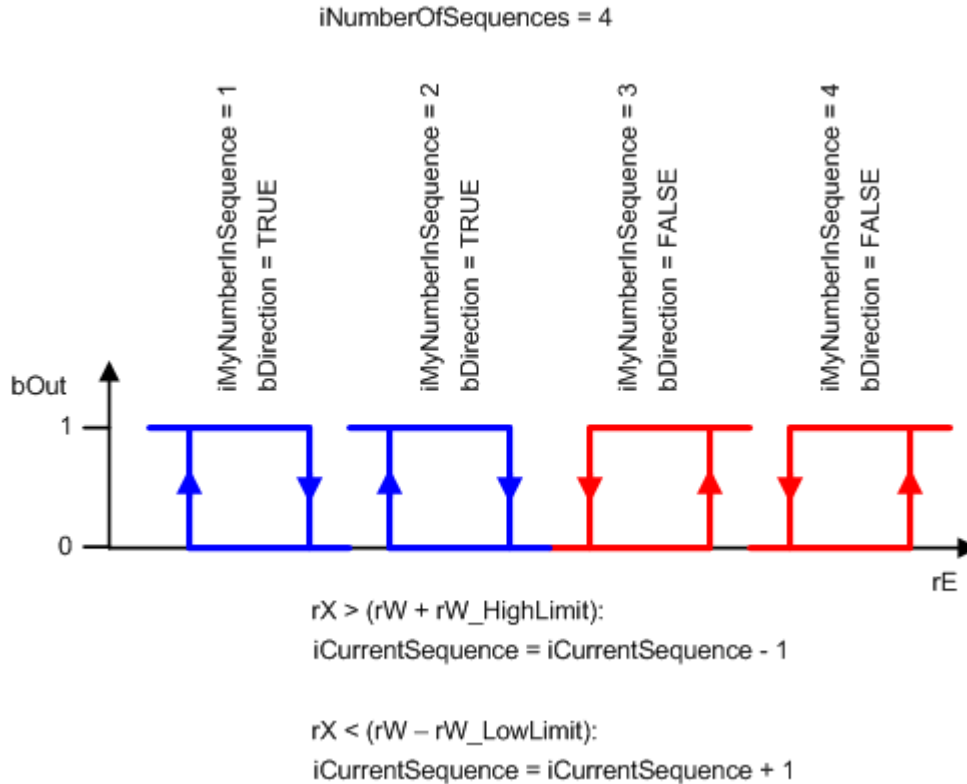 iNumberOfSequences = 4
iMyNumberInSequence = 1
bDirection = TRUE
iMyNumberInSequence = 2
bDirection = TRUE
iMyNumberInSequence = 3
bDirection = FALSE
iMyNumberInSequence = 4
bDirection = FALSE
bOut
1
0
rE
rX > (rW + rW_HighLimit):
iCurrentSequence = iCurrentSequence - 1
rX < (rW – rW_LowLimit):
iCurrentSequence = iCurrentSequence + 1